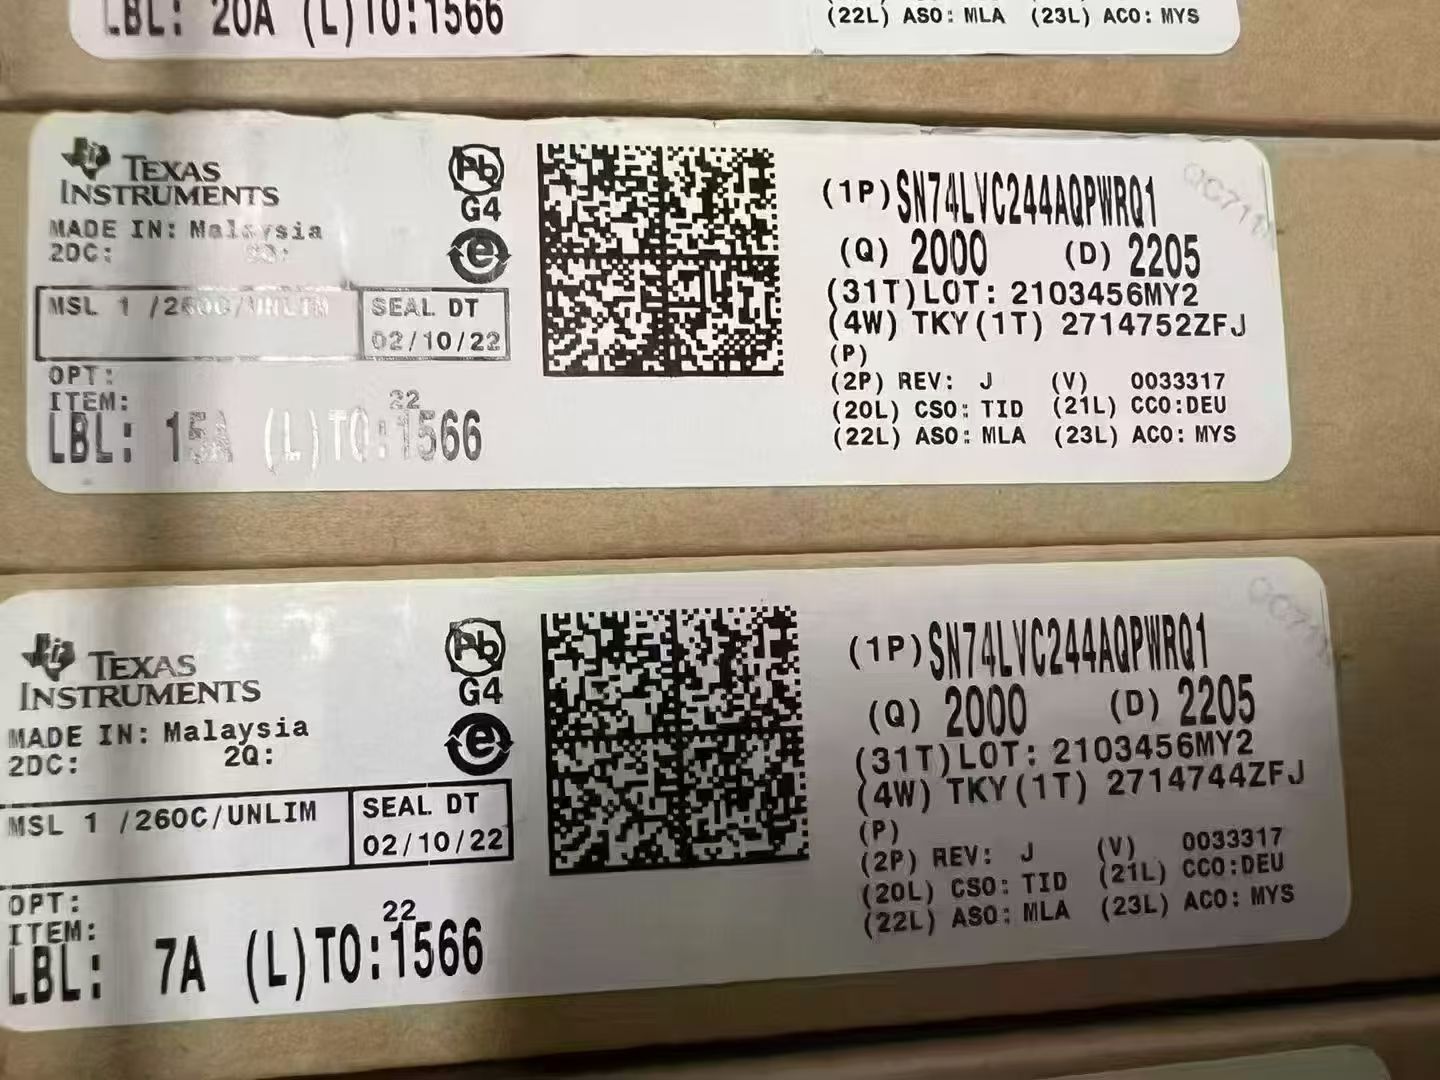 LBL: 20A (L)TO:1566
(22L) ASO: MLA (23L) ACO: MYS
TEXAS
INSTRUMENTS
MADE IN: Malaysia
2DC: 2Q:
MSL 1 /260C/UNLIM
SEAL DT
02/10/22
OPT:
ITEM:
22
LBL: 15A (L)TO:1566
Pb
G4
e
(1P) SN74LVC244AQPWRQ1
(Q) 2000 (D) 2205
(31T)LOT: 2103456MY2
(4W) TKY(1T) 2714752ZFJ
(P)
(2P) REV: J (V) 0033317
(20L) CSO: TID (21L) CCO:DEU
(22L) ASO: MLA (23L) ACO: MYS
TEXAS
INSTRUMENTS
MADE IN: Malaysia
2DC: 2Q:
MSL 1 /260C/UNLIM
SEAL DT
02/10/22
OPT:
ITEM:
22
LBL: 7A (L)TO:1566
Pb
G4
e
(1P) SN74LVC244AQPWRQ1
(Q) 2000 (D) 2205
(31T)LOT: 2103456MY2
(4W) TKY(1T) 2714744ZFJ
(P)
(2P) REV: J (V) 0033317
(20L) CSO: TID (21L) CCO:DEU
(22L) ASO: MLA (23L) ACO: MYS